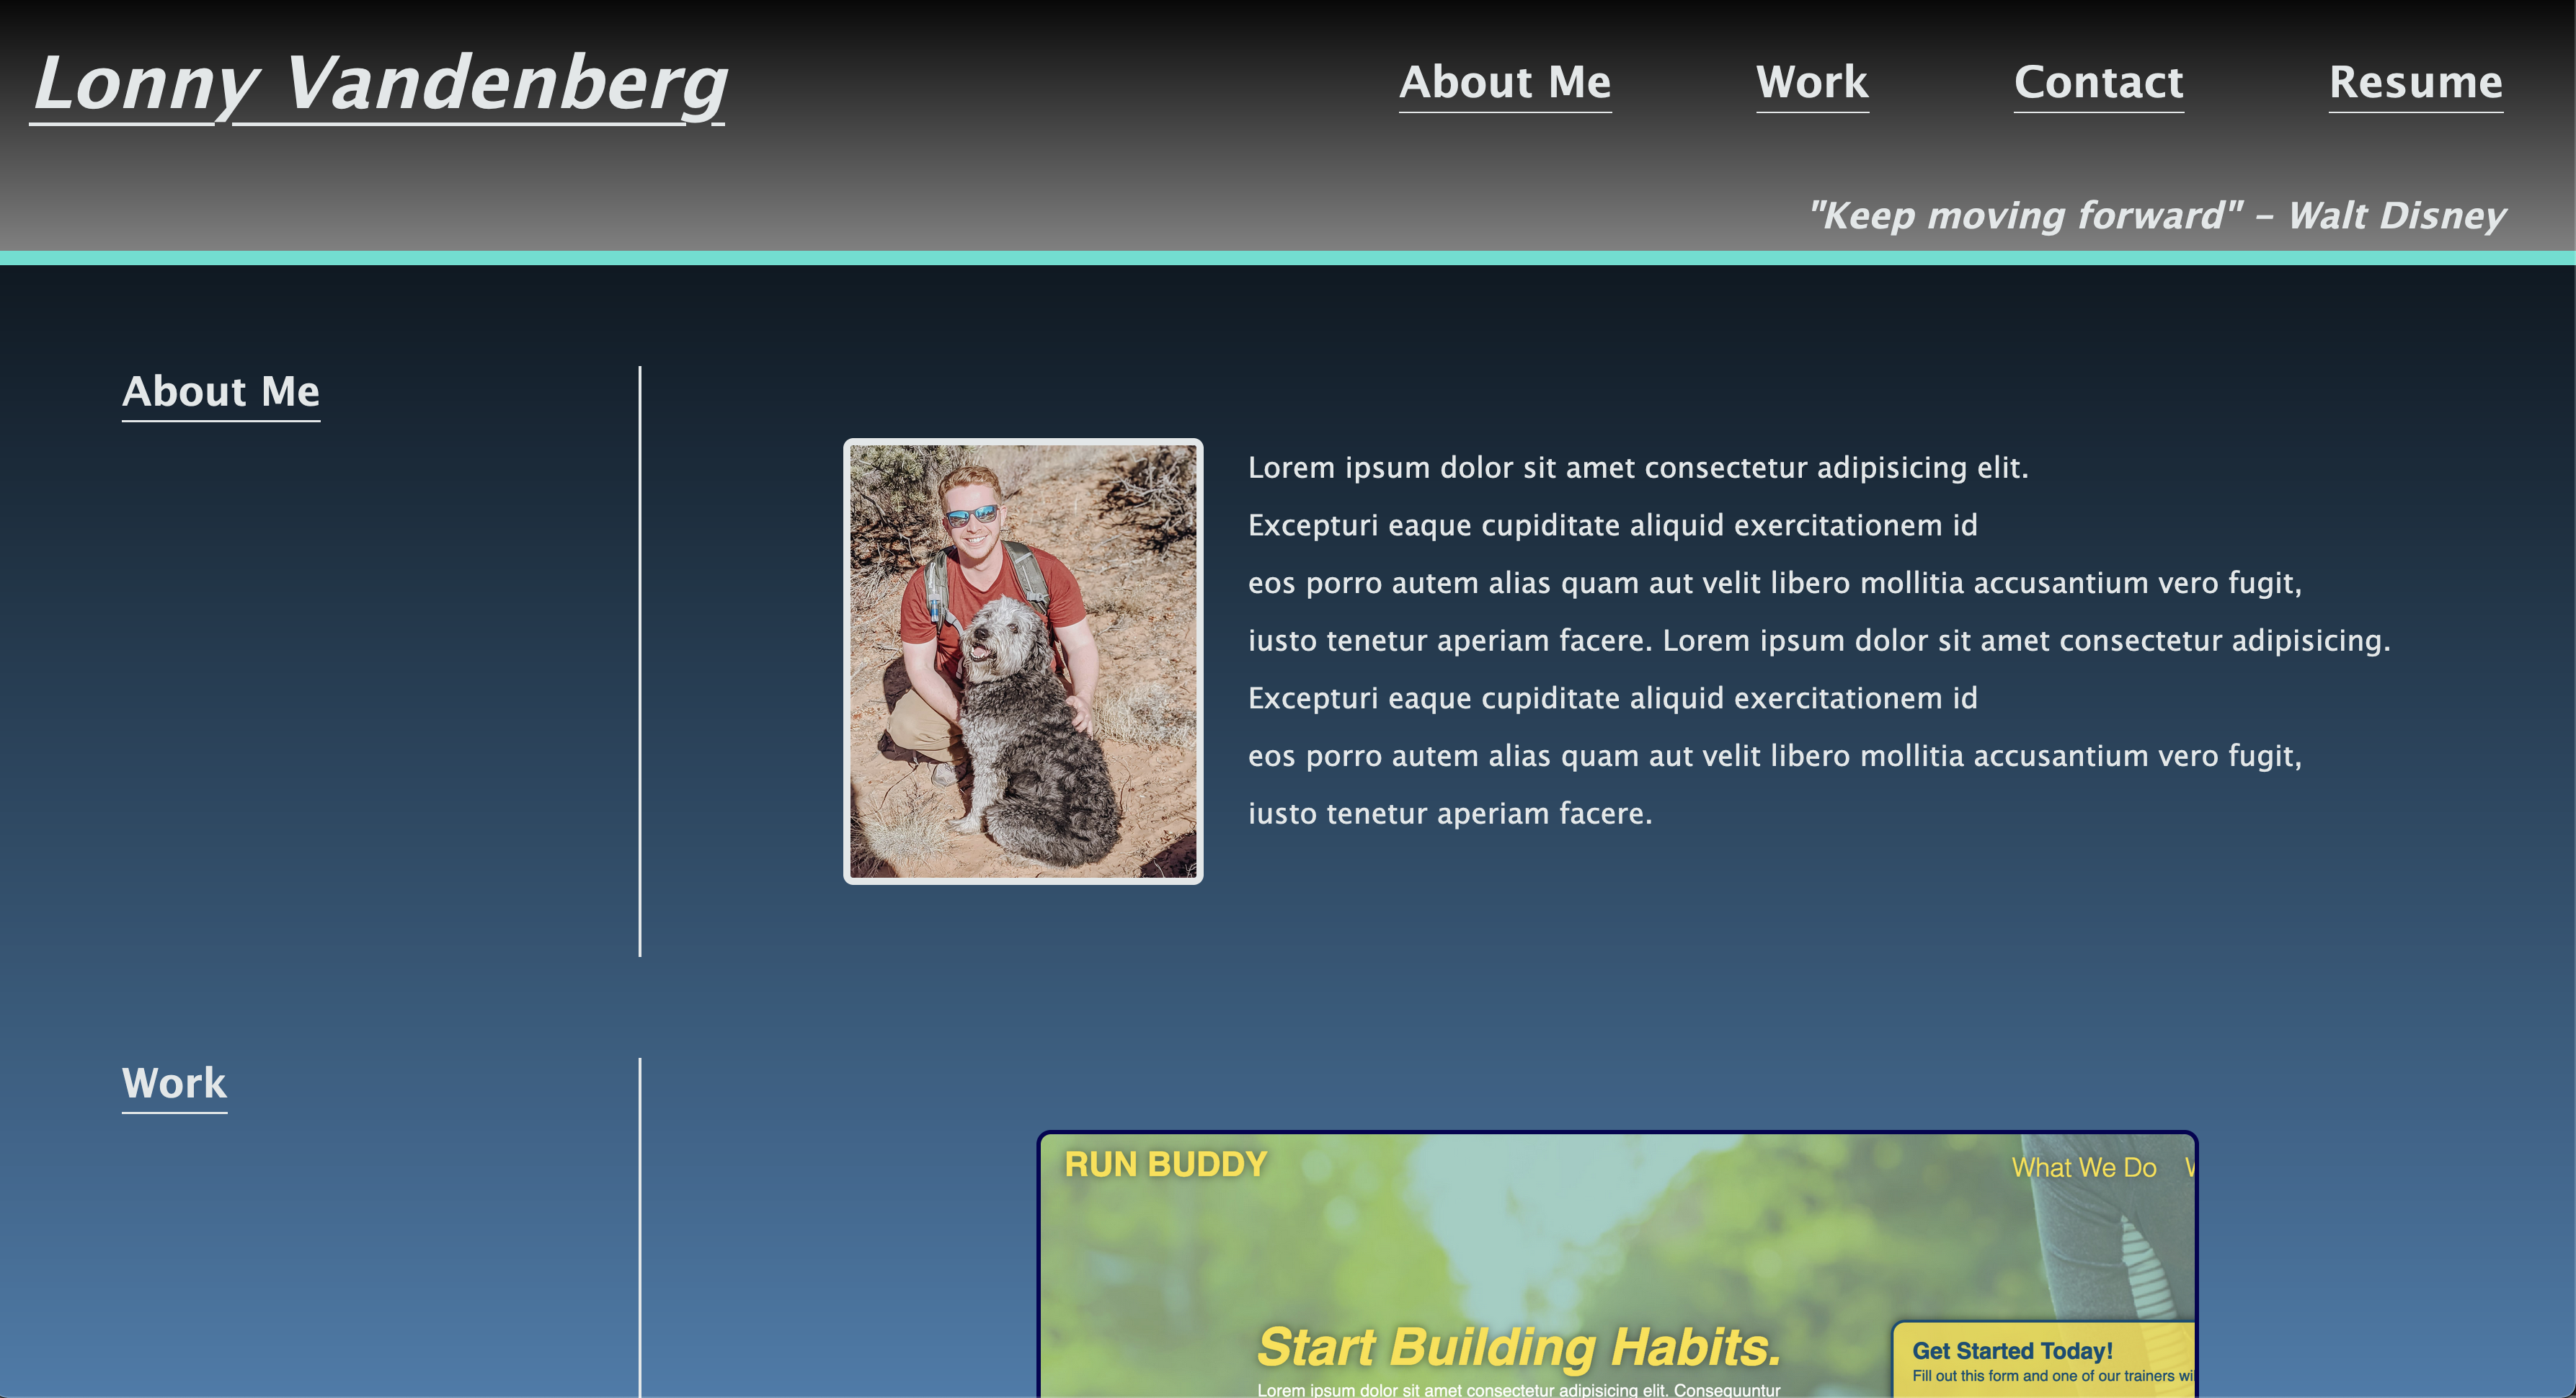 Lonny Vandenberg
About Me
Work
Contact
Resume
"Keep moving forward" – Walt Disney
About Me
Lorem ipsum dolor sit amet consectetur adipisicing elit.
Excepturi eaque cupiditate aliquid exercitationem id
eos porro autem alias quam aut velit libero mollitia accusantium vero fugit,
iusto tenetur aperiam facere. Lorem ipsum dolor sit amet consectetur adipisicing.
Excepturi eaque cupiditate aliquid exercitationem id
eos porro autem alias quam aut velit libero mollitia accusantium vero fugit,
iusto tenetur aperiam facere.
Work
RUN BUDDY
What We Do
Start Building Habits.
Lorem ipsum dolor sit amet consectetur adipisicing elit. Consequuntur
Get Started Today!
Fill out this form and one of our trainers